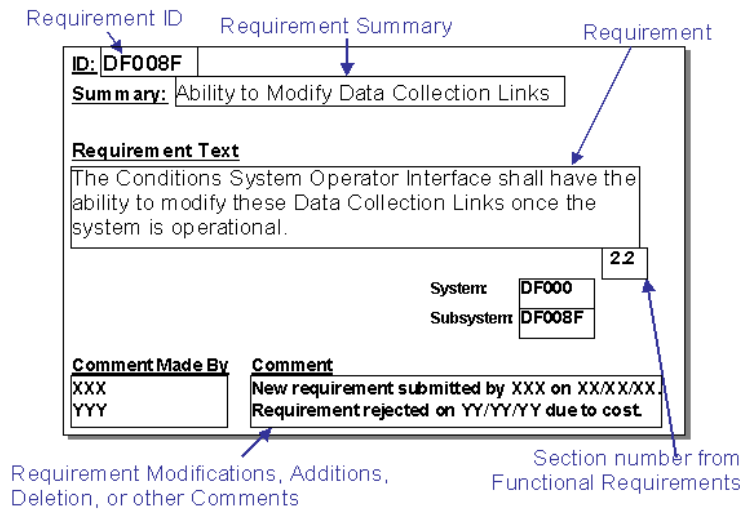 Requirement ID
Requirement Summary
Requirement
ID: DF008F
Summary: Ability to Modify Data Collection Links
Requirement Text
The Conditions System Operator Interface shall have the
ability to modify these Data Collection Links once the
system is operational.
2.2
System: DF000
Subsystem: DF008F
Comment Made By Comment
XXX New requirement submitted by XXX on XX/XX/XX.
YYY Requirement rejected on YY/YY/YY due to cost.
Requirement Modifications, Additions,
Deletion, or other Comments
Section number from
Functional Requirements